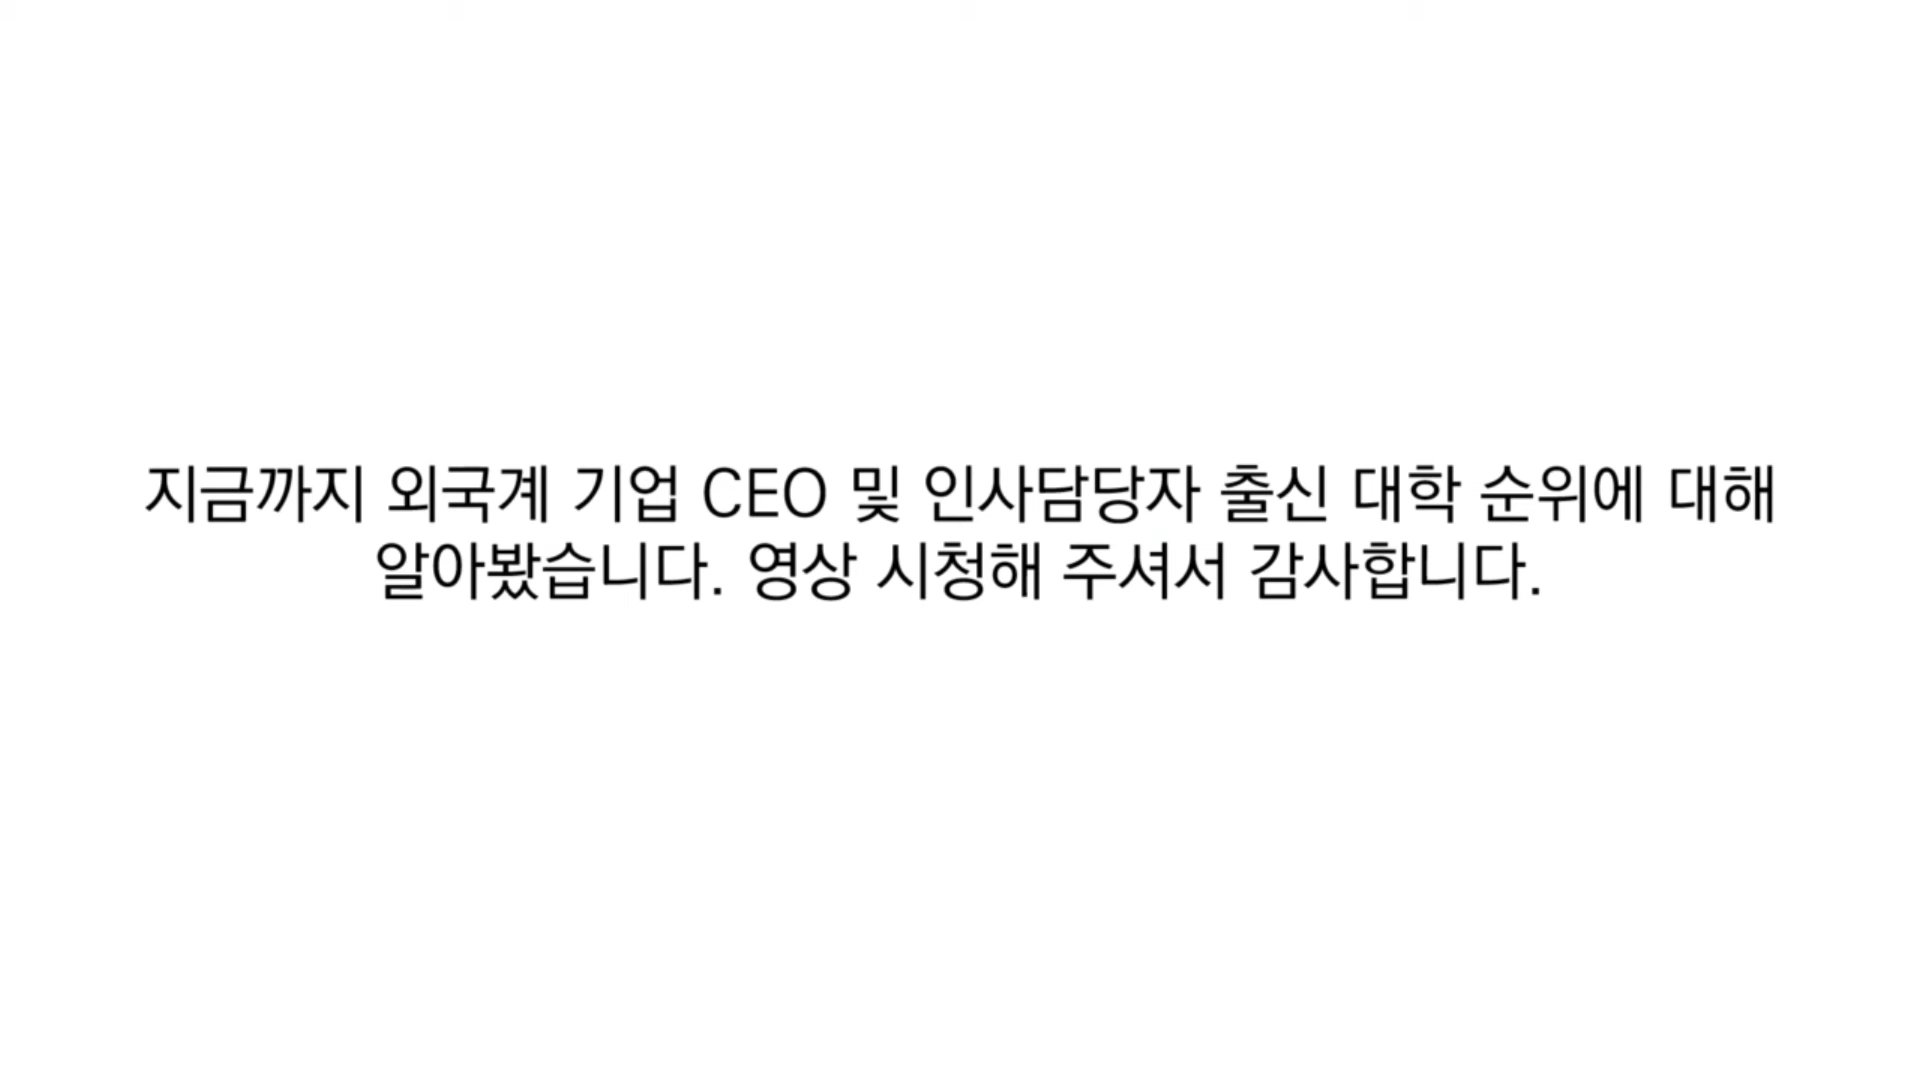 지금까지 외국계 기업 CEO 및 인사담당자 출신 대학 순위에 대해
알아봤습니다. 영상 시청해 주셔서 감사합니다.